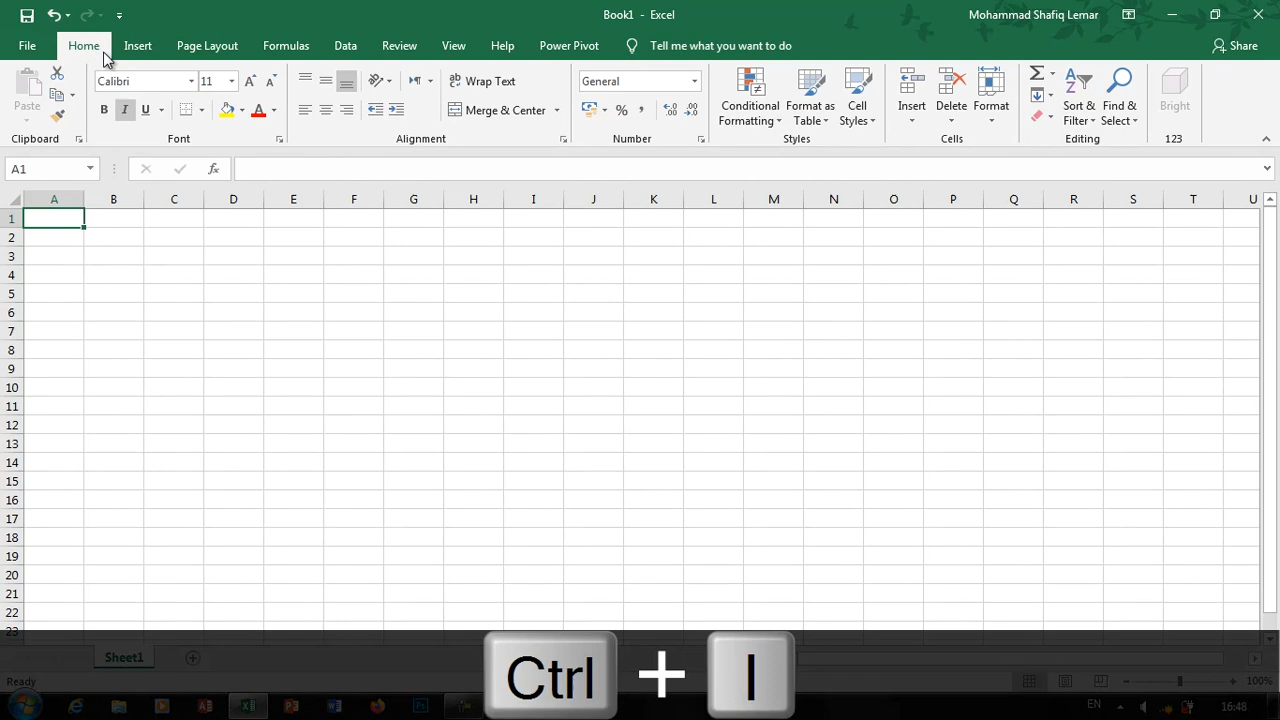 Book1 - Excel
Mohammad Shafiq Lemar
File Home Insert Page Layout Formulas Data Review View Help Power Pivot Tell me what you want to do Share
Paste
Calibri 11
B I U A
Wrap Text
Merge & Center
General
%
Conditional Formatting
Format Table
Cell Styles
Insert
Delete
Format
Sort & Filter
Find & Select
Bright
Clipboard Font Alignment Number Styles Cells Editing 123
A1 fx
A B C D E F G H I J K L M N O P Q R S T U
1
2
3
4
5
6
7
8
9
10
11
12
13
14
15
16
17
18
19
20
21
22
23
Sheet1
Ctrl + I
Ready
100%
EN 16:48